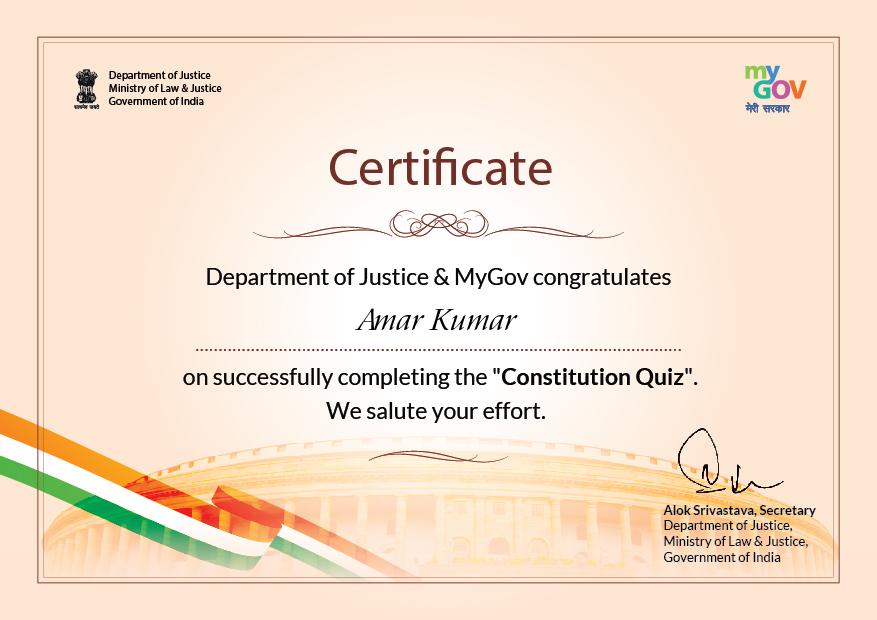 Department of Justice
Ministry of Law & Justice
Government of India
सत्यमेव जयते
my
GOV
मेरी सरकार
Certificate
Department of Justice & MyGov congratulates
Amar Kumar
on successfully completing the "Constitution Quiz".
We salute your effort.
Alok Srivastava, Secretary
Department of Justice,
Ministry of Law & Justice,
Government of India